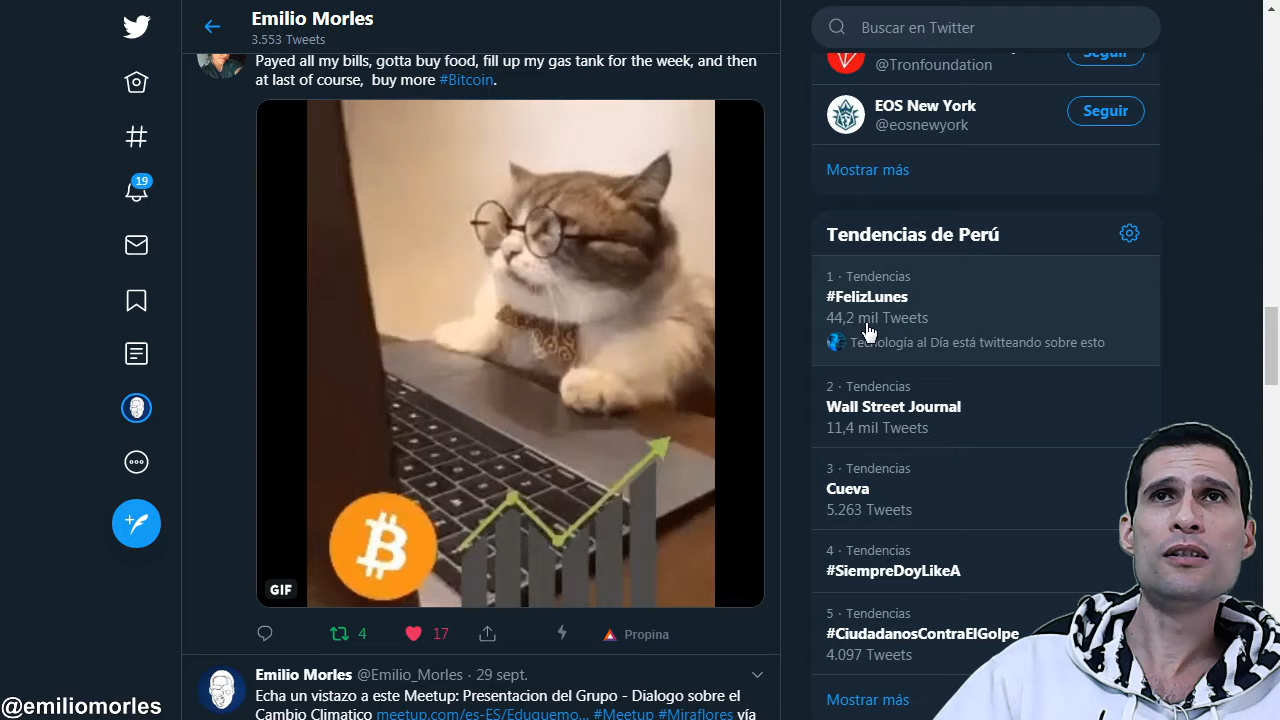 Emilio Morles
3.553 Tweets
Payed all my bills, gotta buy food, fill up my gas tank for the week, and then
at last of course, buy more #Bitcoin.
GIF
4
17
Propina
Emilio Morles @Emilio_Morles · 29 sept.
Echa un vistazo a este Meetup: Presentacion del Grupo - Dialogo sobre el
Cambio Climatico meetup.com/es-ES/Eduquemo... #Meetup #Miraflores vía
19
Buscar en Twitter
@Tronfoundation
Seguir
EOS New York
@eosnewyork
Seguir
Mostrar más
Tendencias de Perú
1 · Tendencias
#FelizLunes
44,2 mil Tweets
Tecnología al Día está twitteando sobre esto
2 · Tendencias
Wall Street Journal
11,4 mil Tweets
3 · Tendencias
Cueva
5.263 Tweets
4 · Tendencias
#SiempreDoyLikeA
5 · Tendencias
#CiudadanosContraElGolpe
4.097 Tweets
Mostrar más
@emiliomorles